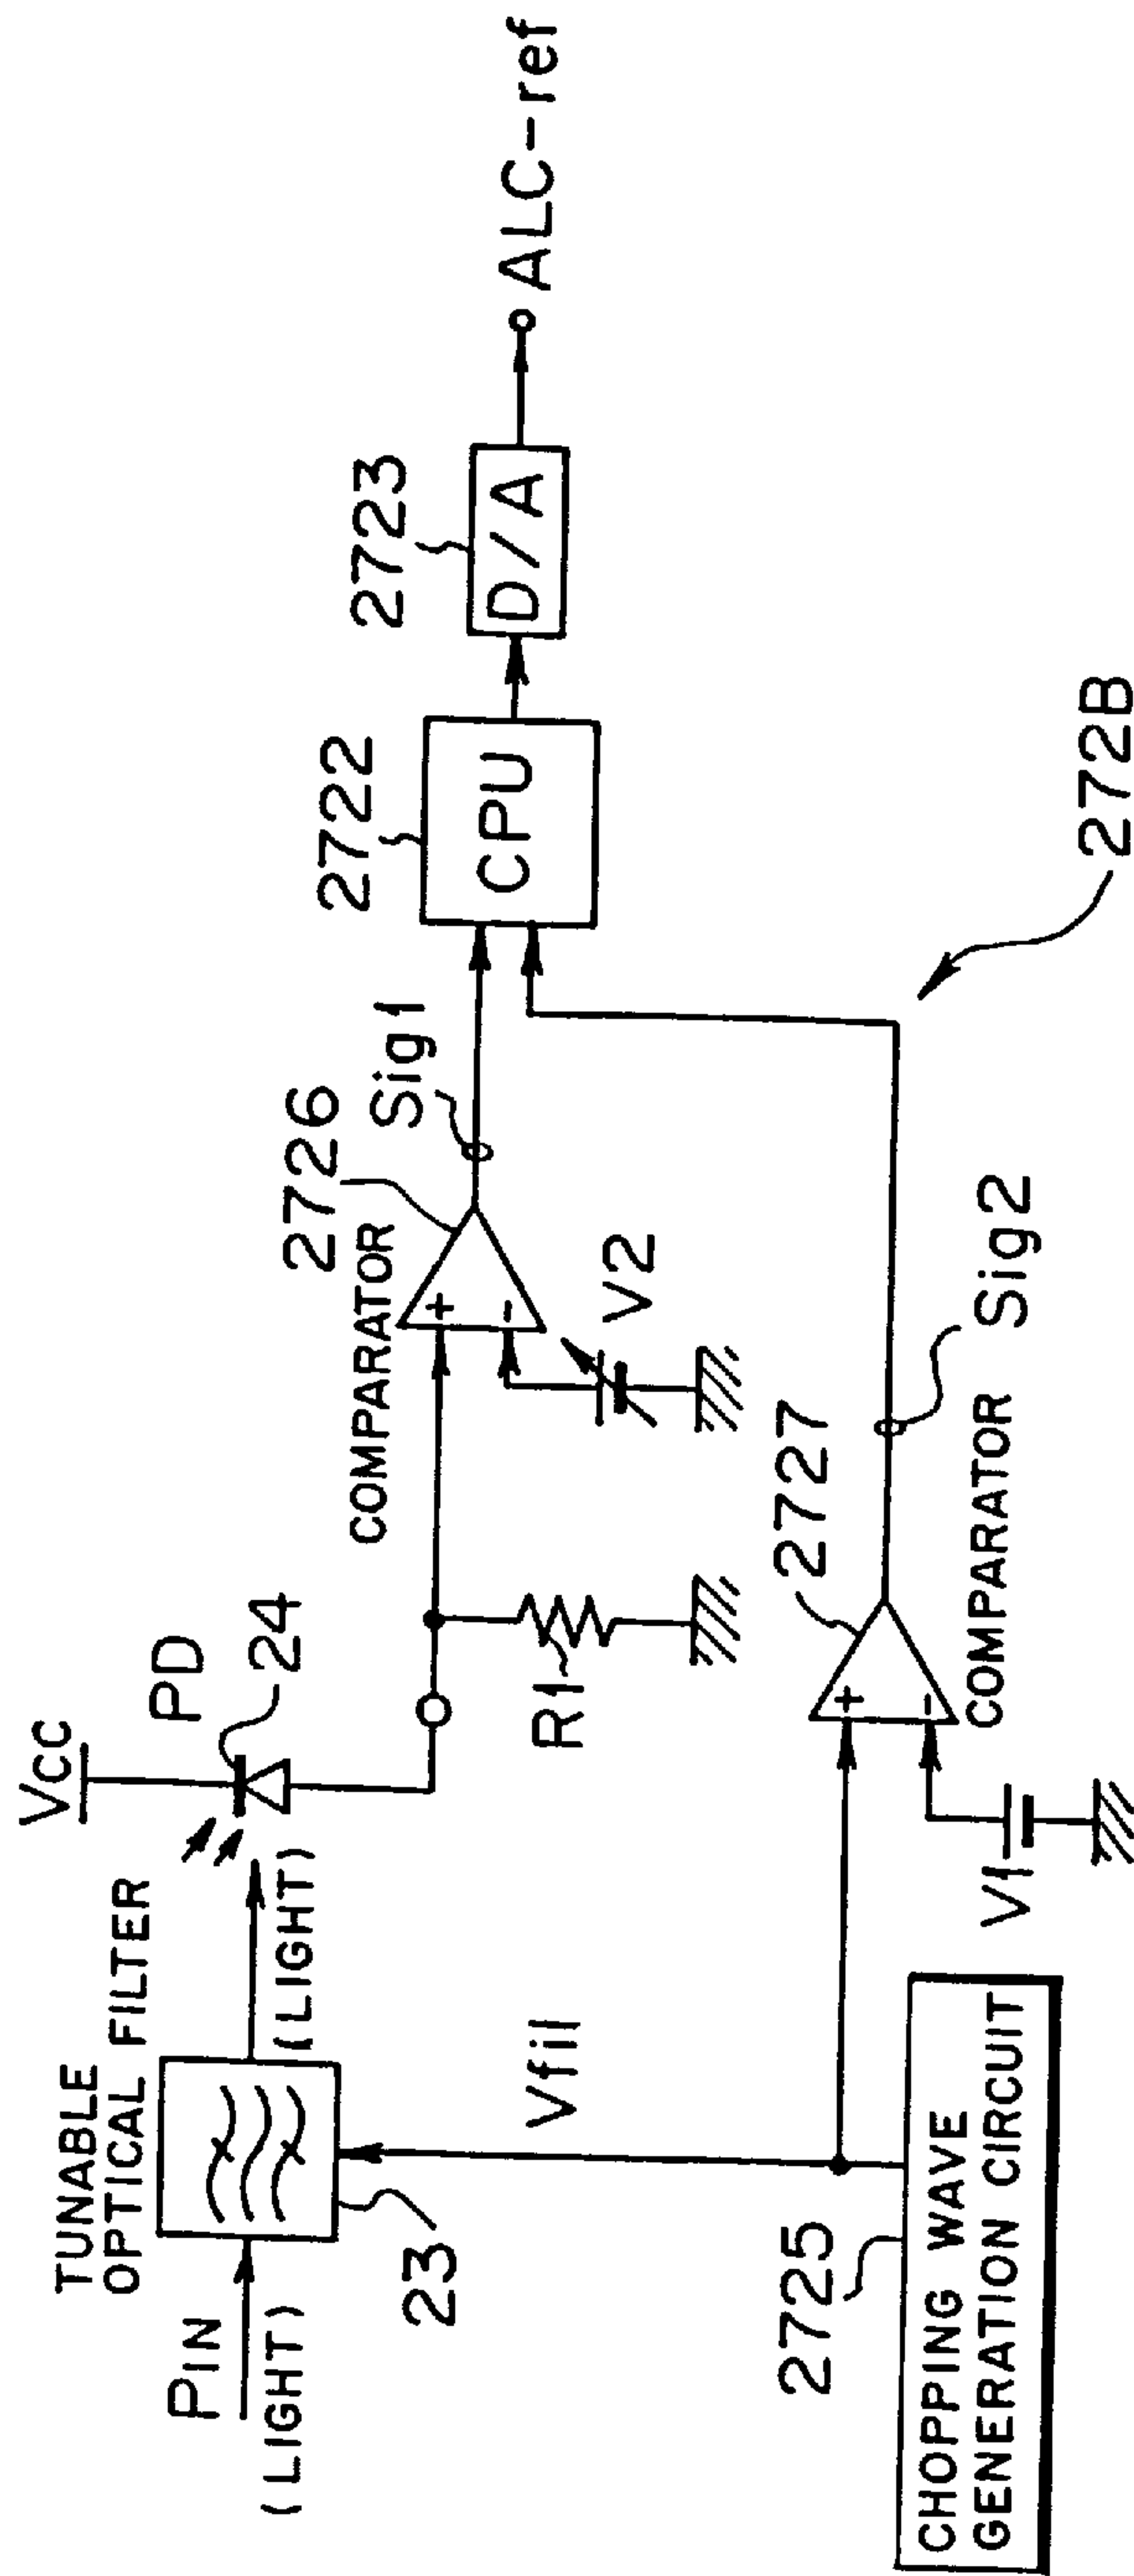 TUNABLE
OPTICAL FILTER
PIN
(LIGHT)
23
(LIGHT)
VCC
PD
24
R1
COMPARATOR
2726
+
-
V2
Sig1
2722
CPU
2723
D/A
ALC-ref
Vfil
2725
CHOPPING WAVE
GENERATION CIRCUIT
V1
+
-
2727
COMPARATOR
Sig2
272B